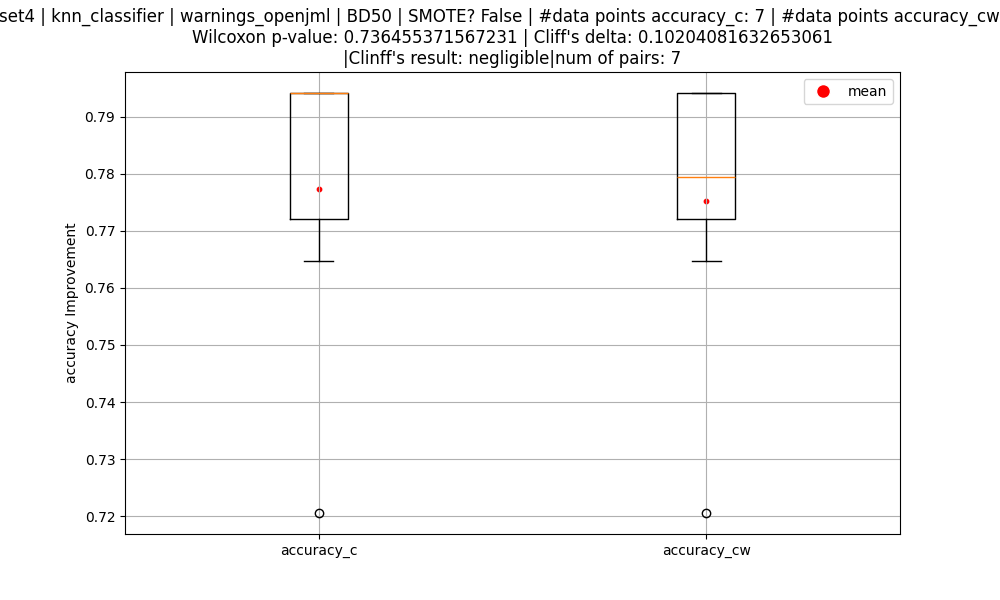 set4 | knn_classifier | warnings_openjml | BD50 | SMOTE? False | #data points accuracy_c: 7 | #data points accuracy_cw
Wilcoxon p-value: 0.736455371567231 | Cliff's delta: 0.10204081632653061
|Clinff's result: negligible|num of pairs: 7
mean
0.79
0.78
0.77
0.76
0.75
0.74
0.73
0.72
accuracy Improvement
accuracy_c
accuracy_cw